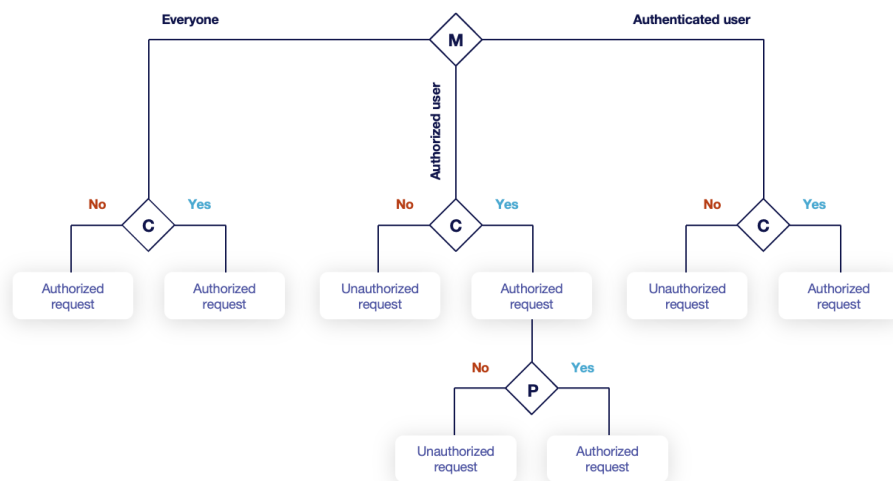 Everyone
Authenticated user
M
Authorized user
No
Yes
No
Yes
No
Yes
C
C
C
Authorized
request
Authorized
request
Unauthorized
request
Authorized
request
Unauthorized
request
Authorized
request
No
Yes
P
Unauthorized
request
Authorized
request